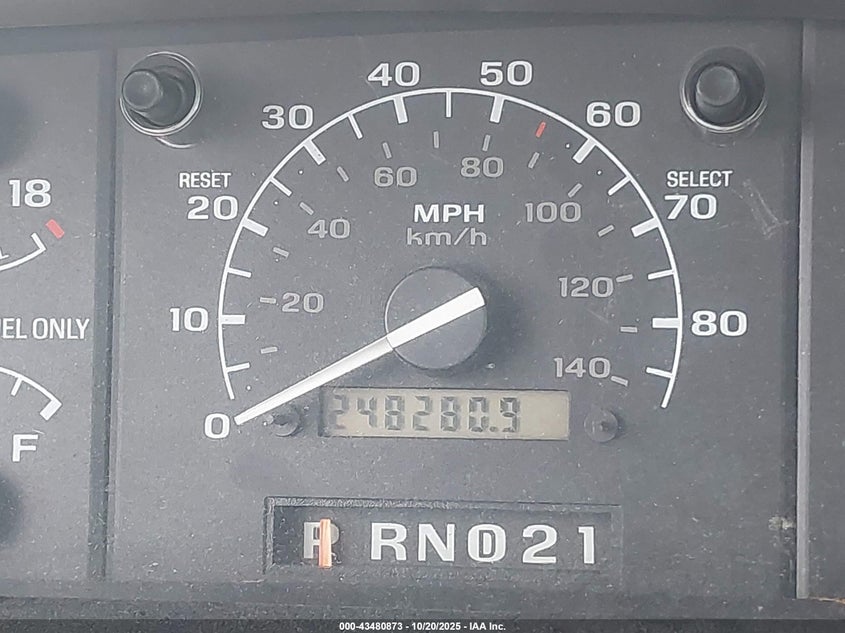 40 50
30 60
60 80
RESET SELECT
18 20 MPH 100 70
40 km/h
20 120
10 80
EL ONLY
140
0 248280.9
F
P RN D 2 1
000-43480873 - 10/20/2025 - IAA Inc.